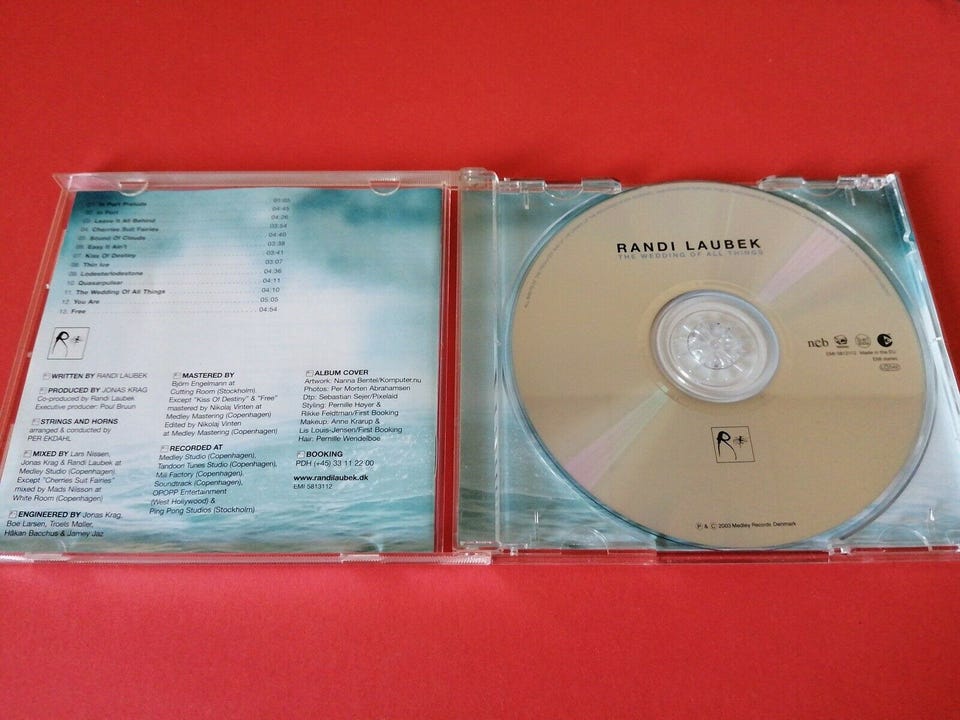 01. In Part Prelude 01:05
02. In Part 04:45
03. Leave It All Behind 04:26
04. Cherries Suit Fairies 03:54
05. Sound Of Clouds 04:40
06. Easy It Ain't 03:38
07. Kiss Of Destiny 03:41
08. Thin Ice 03:07
09. Lodesterlodestone 04:36
10. Quasarpulsar 04:11
11. The Wedding Of All Things 04:10
12. You Are 05:05
13. Free 04:54
WRITTEN BY RANDI LAUBEK
PRODUCED BY JONAS KRAG
Co-produced by Randi Laubek
Executive producer: Poul Bruun
STRINGS AND HORNS
arranged & conducted by
PER EKDAHL
MIXED BY Lars Nissen,
Jonas Krag & Randi Laubek at
Medley Studio (Copenhagen).
Except "Cherries Suit Fairies"
mixed by Mads Nilsson at
White Room (Copenhagen)
ENGINEERED BY Jonas Krag,
Boe Larsen, Troels Møller,
Håkan Bacchus & Jamey Jaz
MASTERED BY
Björn Engelmann at
Cutting Room (Stockholm).
Except "Kiss Of Destiny" & "Free"
mastered by Nikolaj Vinten at
Medley Mastering (Copenhagen)
Edited by Nikolaj Vinten
at Medley Mastering (Copenhagen)
RECORDED AT
Medley Studio (Copenhagen),
Tandoori Tunes Studio (Copenhagen),
Mill Factory (Copenhagen),
Soundtrack (Copenhagen),
OPOPP Entertainment
(West Hollywood) &
Ping Pong Studios (Stockholm)
ALBUM COVER
Artwork: Nanna Bentel/Komputer.nu
Photos: Per Morten Abrahamsen
Dtp: Sebastian Sejer/Pixelaid
Styling: Pernille Høyer &
Rikke Feldtman/First Booking
Makeup: Anne Krarup &
Lis Louis-Jensen/First Booking
Hair: Pernille Wendelboe
BOOKING
PDH (+45) 33 11 22 00
www.randilaubek.dk
EMI 5813112
RANDI LAUBEK
THE WEDDING OF ALL THINGS
ncb
EMI 5813112 Made in the EU
EMI stereo
℗ & © 2003 Medley Records, Denmark